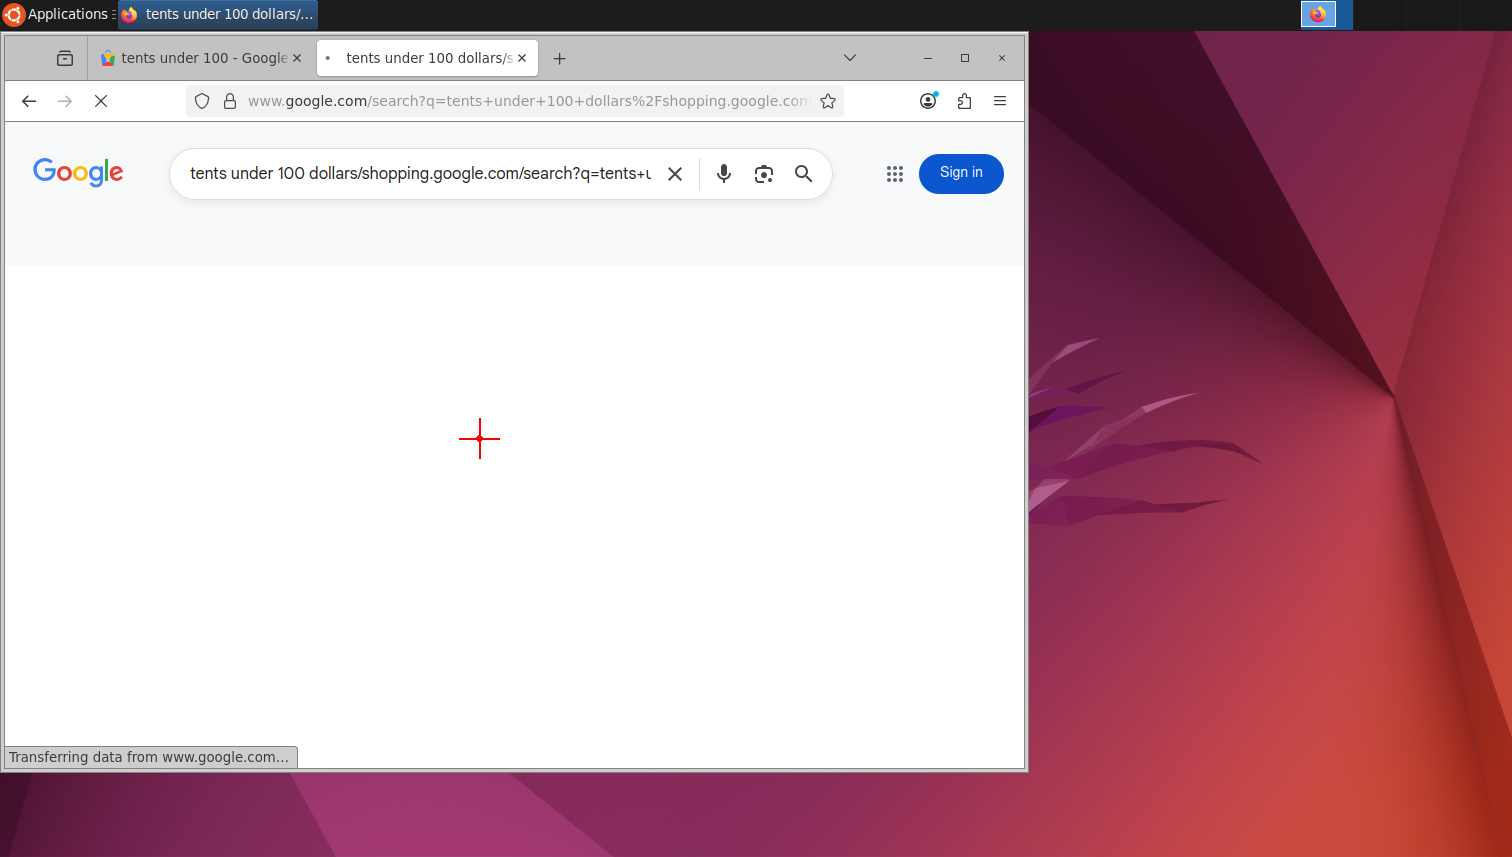 Applications
tents under 100 dollars/...
tents under 100 - Google
tents under 100 dollars/s
www.google.com/search?q=tents+under+100+dollars%2Fshopping.google.com
Google
tents under 100 dollars/shopping.google.com/search?q=tents+u
Sign in
Transferring data from www.google.com...